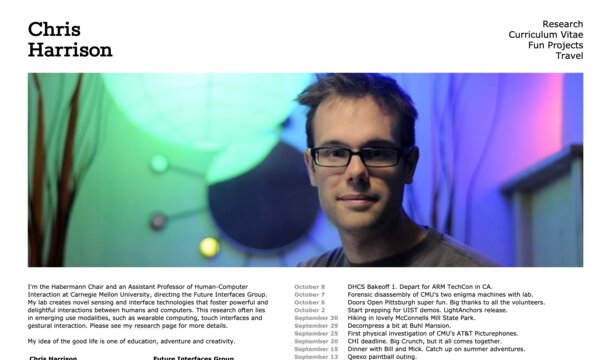 Chris
Harrison
Research
Curriculum Vitae
Fun Projects
Travel
I'm the Habermann Chair and an Assistant Professor of Human-Computer
Interaction at Carnegie Mellon University, directing the Future Interfaces Group.
My lab creates novel sensing and interface technologies that foster powerful and
delightful interactions between humans and computers. This research often lies
in emerging use modalities, such as wearable computing, touch interfaces and
gestural interaction. Please see my research page for more details.
My idea of the good life is one of education, adventure and creativity.
Chris Harrison
Future Interfaces Group
October 8 DHCS Bakeoff 1. Depart for ARM TechCon in CA.
October 7 Forensic disassembly of CMU's two enigma machines with lab.
October 6 Doors Open Pittsburgh super fun. Big thanks to all the volunteers.
October 2 Start prepping for UIST demos. LightAnchors release.
September 30 Hiking in lovely McConnells Mill State Park.
September 29 Decompress a bit at Buhl Mansion.
September 25 First physical investigation of CMU's AT&T Picturephones.
September 20 CHI deadline. Big Crunch, but it all comes together.
September 15 Dinner with Bill and Mick. Catch up on summer adventures.
September 13 Qeexo paintball outing.